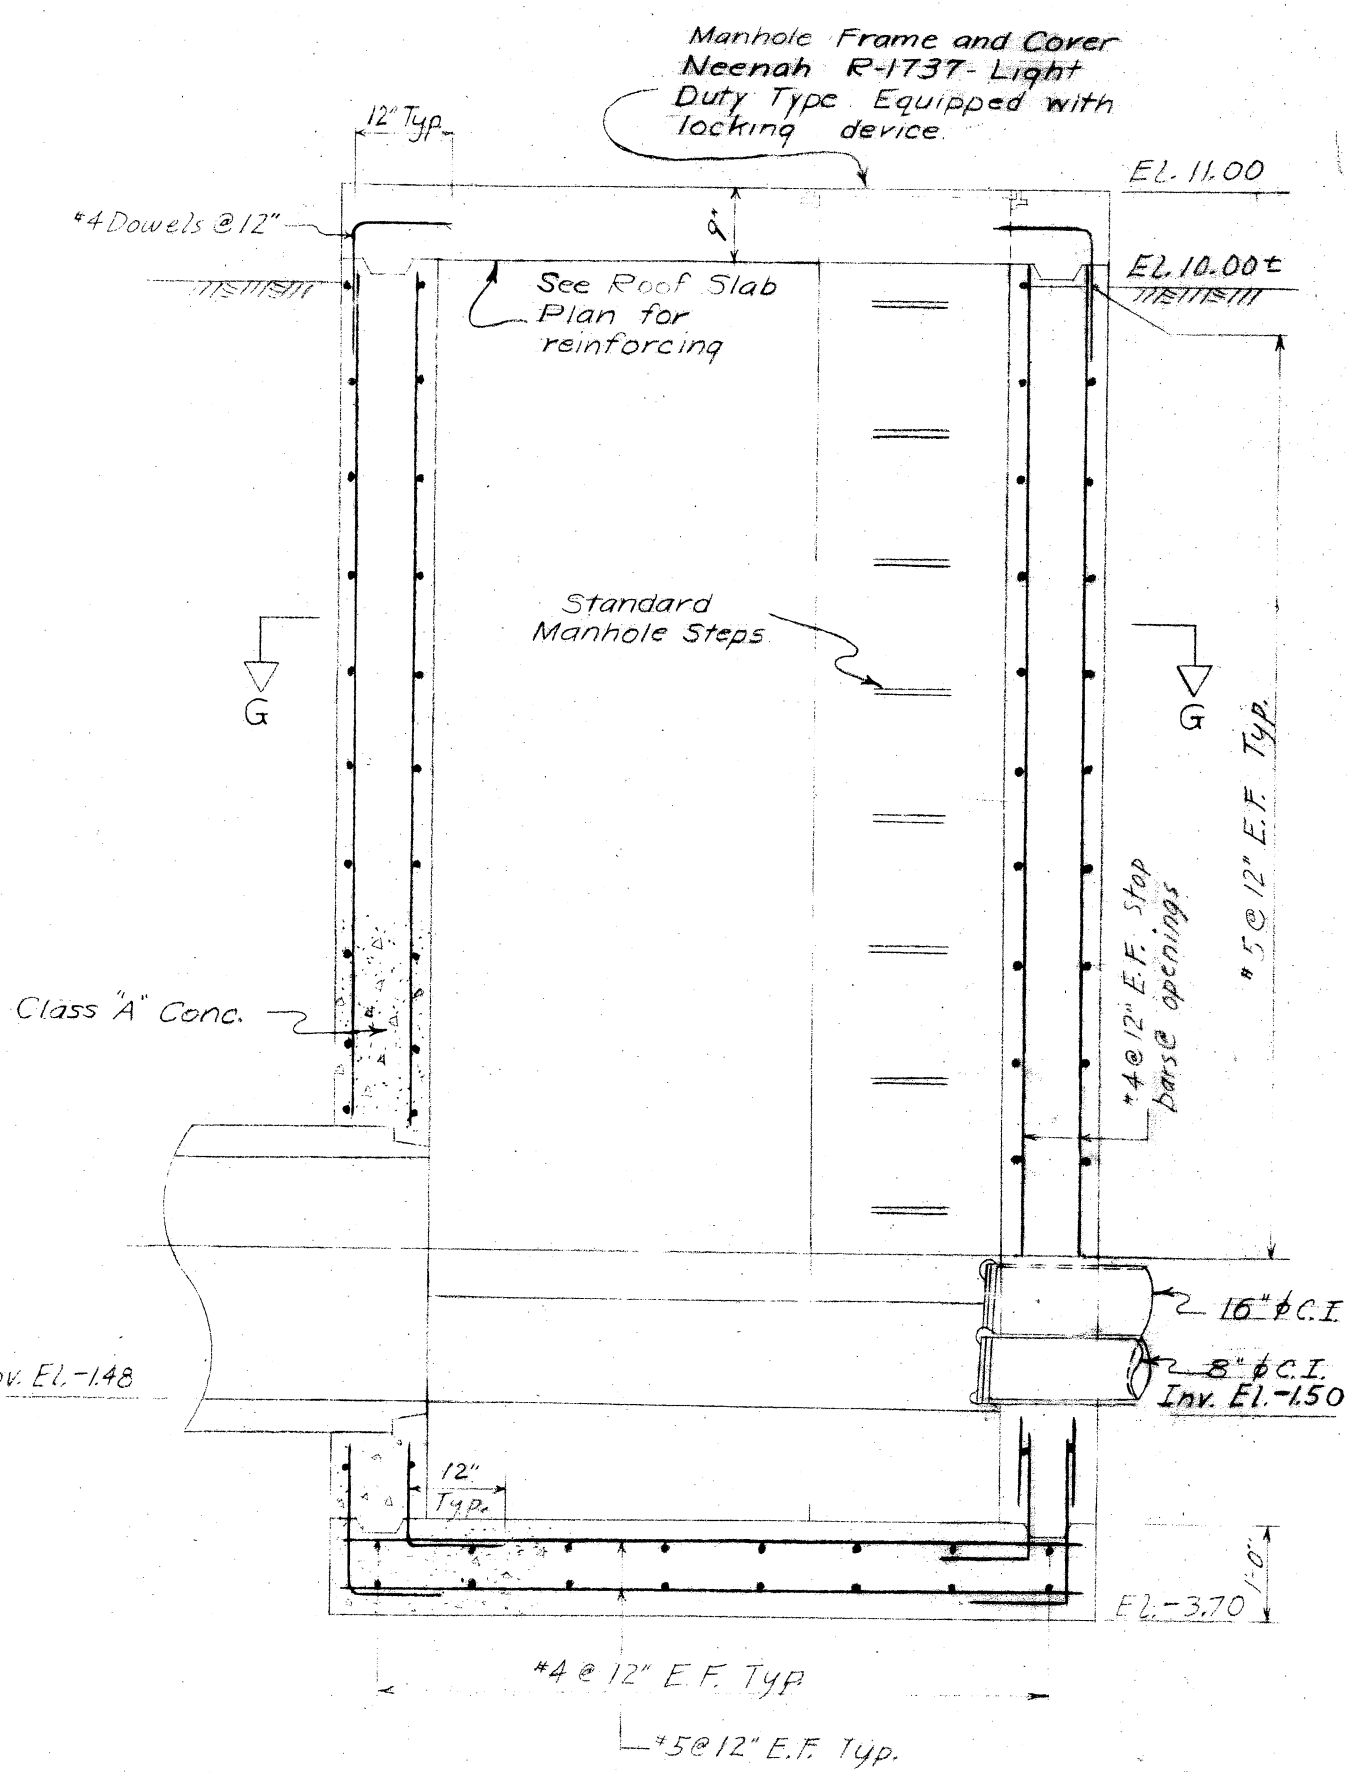 Manhole Frame and Cover
Neenah R-1737-Light
Duty Type Equipped with
locking device.
12" Typ.
El. 11.00
#4 Dowels @ 12"
9"
El. 10.00±
See Roof Slab
Plan for
reinforcing
Standard
Manhole Steps
G
G
#5 @ 12" E.F. Typ.
#4 @ 12" E.F. Stop
bars @ openings
Class "A" Conc.
16" φ C.I.
8" φ C.I.
Inv. El. -1.50
El. -1.48
12"
Typ.
1'-0"
El. -3.70
#4 @ 12" E.F. Typ.
#5 @ 12" E.F. Typ.